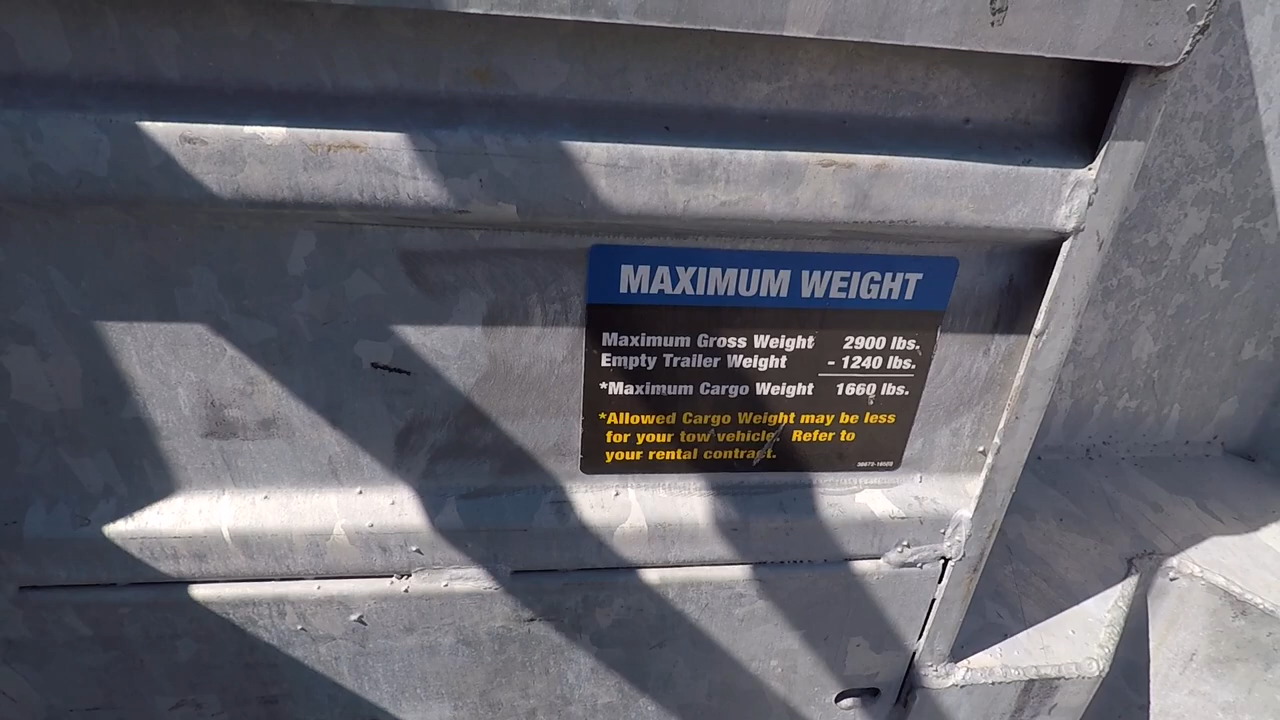 MAXIMUM WEIGHT
Maximum Gross Weight 2900 lbs.
Empty Trailer Weight - 1240 lbs.
*Maximum Cargo Weight 1660 lbs.
*Allowed Cargo Weight may be less
for your tow vehicle. Refer to
your rental contract.